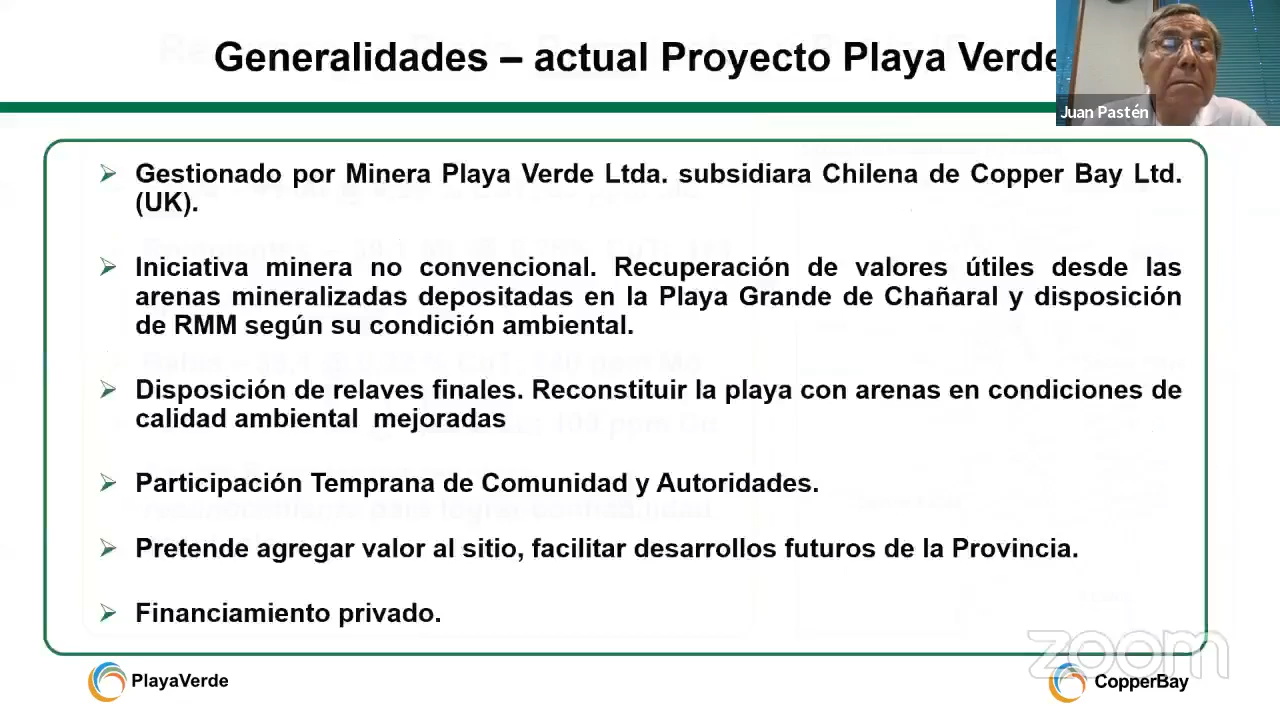 Generalidades – actual Proyecto Playa Verde
Juan Pastén
Gestionado por Minera Playa Verde Ltda. subsidiara Chilena de Copper Bay Ltd.
(UK).
Iniciativa minera no convencional. Recuperación de valores útiles desde las
arenas mineralizadas depositadas en la Playa Grande de Chañaral y disposición
de RMM según su condición ambiental.
Disposición de relaves finales. Reconstituir la playa con arenas en condiciones de
calidad ambiental mejoradas
Participación Temprana de Comunidad y Autoridades.
Pretende agregar valor al sitio, facilitar desarrollos futuros de la Provincia.
Financiamiento privado.
zoom
PlayaVerde
CopperBay